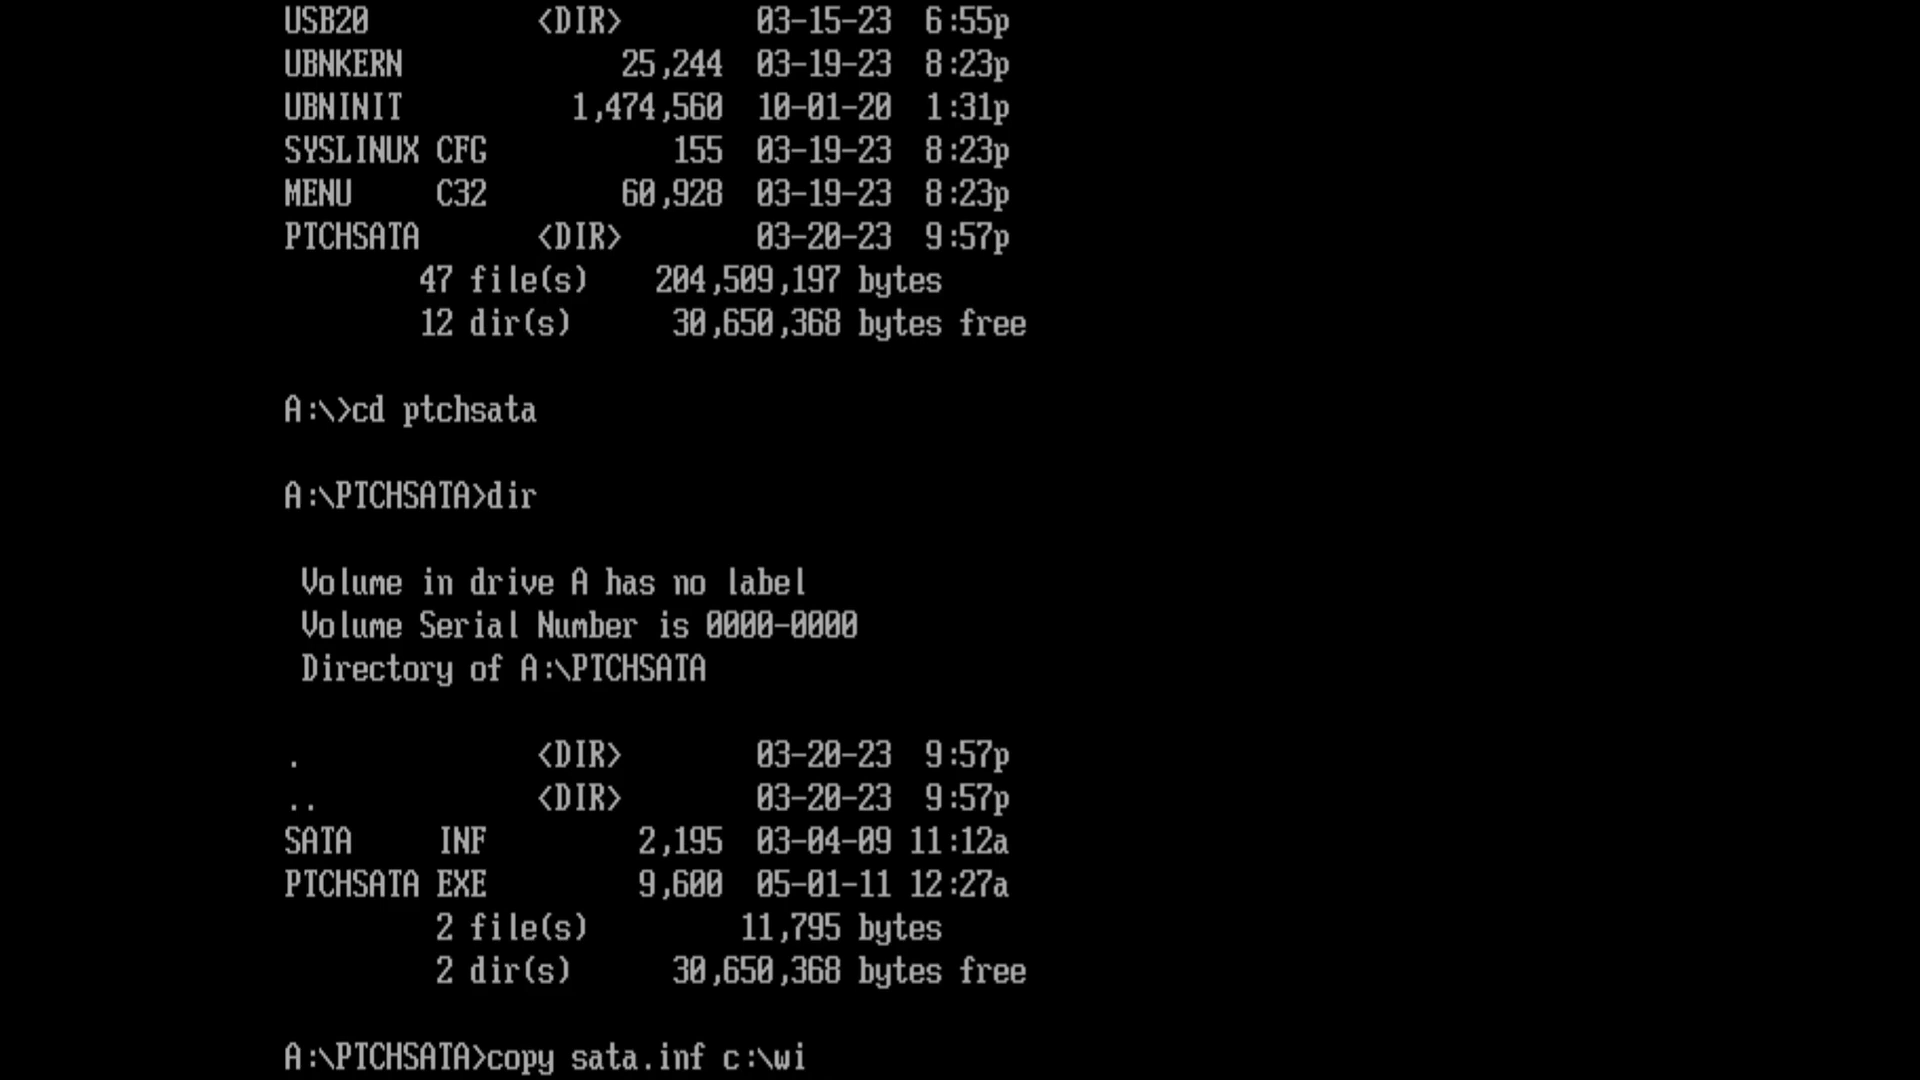 USB20 <DIR> 03-15-23 6:55p
UBNKERN 25,244 03-19-23 8:23p
UBNINIT 1,474,560 10-01-20 1:31p
SYSLINUX CFG 155 03-19-23 8:23p
MENU C32 60,928 03-19-23 8:23p
PTCHSATA <DIR> 03-20-23 9:57p
47 file(s) 204,509,197 bytes
12 dir(s) 30,650,368 bytes free
A:\>cd ptchsata
A:\PTCHSATA>dir
Volume in drive A has no label
Volume Serial Number is 0000-0000
Directory of A:\PTCHSATA
. <DIR> 03-20-23 9:57p
.. <DIR> 03-20-23 9:57p
SATA INF 2,195 03-04-09 11:12a
PTCHSATA EXE 9,600 05-01-11 12:27a
2 file(s) 11,795 bytes
2 dir(s) 30,650,368 bytes free
A:\PTCHSATA>copy sata.inf c:\wi